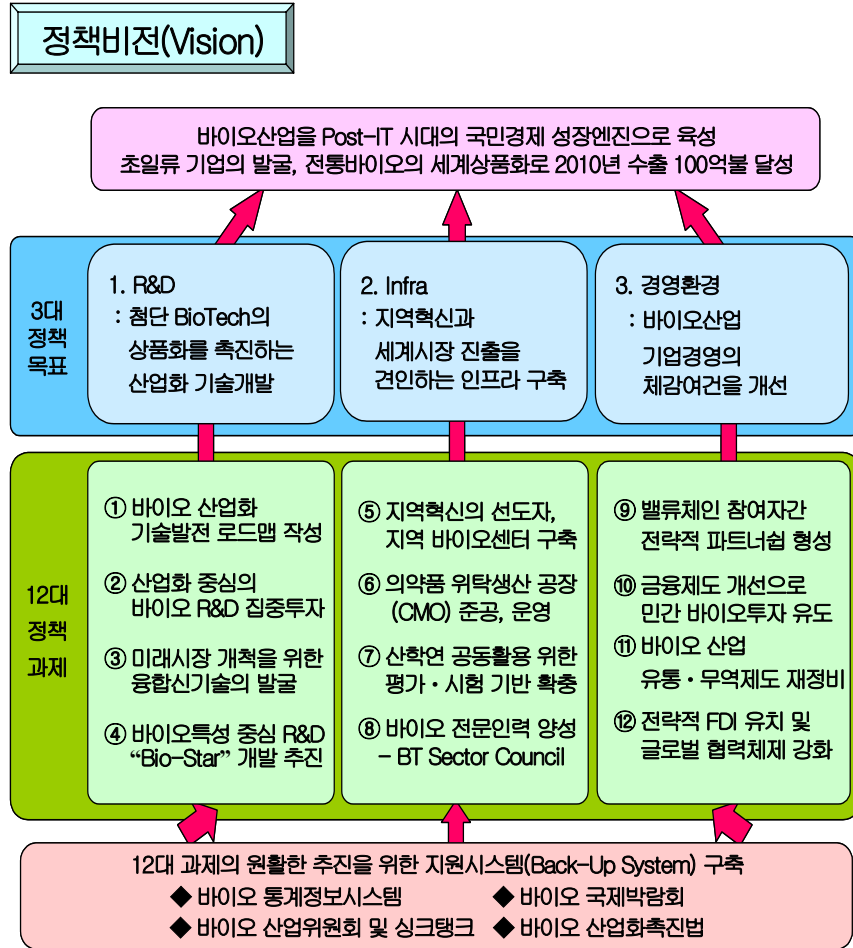 정책비전(Vision)
바이오산업을 Post-IT 시대의 국민경제 성장엔진으로 육성
초일류 기업의 발굴, 전통바이오의 세계상품화로 2010년 수출 100억불 달성
3대
정책
목표
1. R&D
: 첨단 BioTech의
상품화를 촉진하는
산업화 기술개발
2. Infra
: 지역혁신과
세계시장 진출을
견인하는 인프라 구축
3. 경영환경
: 바이오산업
기업경영의
체감여건을 개선
12대
정책
과제
① 바이오 산업화
기술발전 로드맵 작성
② 산업화 중심의
바이오 R&D 집중투자
③ 미래시장 개척을 위한
융합신기술의 발굴
④ 바이오특성 중심 R&D
“Bio-Star” 개발 추진
⑤ 지역혁신의 선도자,
지역 바이오센터 구축
⑥ 의약품 위탁생산 공장
(CMO) 준공, 운영
⑦ 산학연 공동활용 위한
평가・시험 기반 확충
⑧ 바이오 전문인력 양성
- BT Sector Council
⑨ 밸류체인 참여자간
전략적 파트너쉽 형성
⑩ 금융제도 개선으로
민간 바이오투자 유도
⑪ 바이오 산업
유통・무역제도 재정비
⑫ 전략적 FDI 유치 및
글로벌 협력체제 강화
12대 과제의 원활한 추진을 위한 지원시스템(Back-Up System) 구축
◆ 바이오 통계정보시스템 ◆ 바이오 국제박람회
◆ 바이오 산업위원회 및 싱크탱크 ◆ 바이오 산업화촉진법